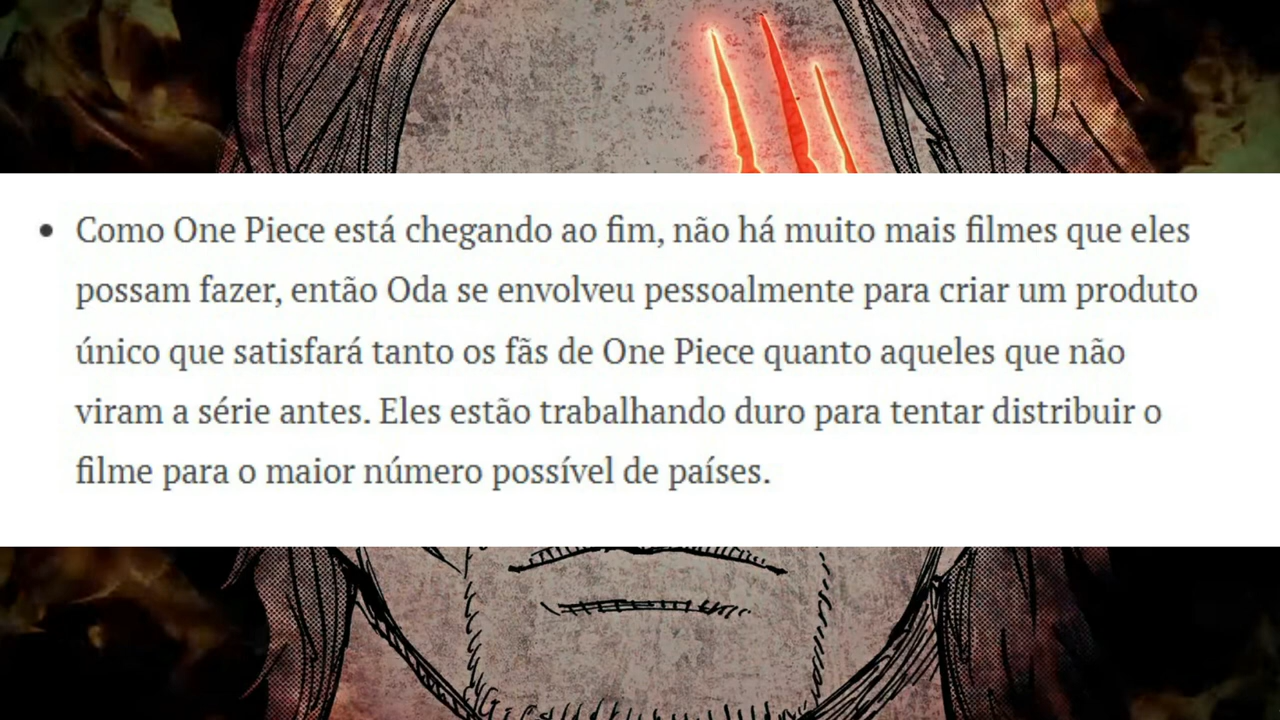 • Como One Piece está chegando ao fim, não há muito mais filmes que eles
possam fazer, então Oda se envolveu pessoalmente para criar um produto
único que satisfará tanto os fãs de One Piece quanto aqueles que não
viram a série antes. Eles estão trabalhando duro para tentar distribuir o
filme para o maior número possível de países.